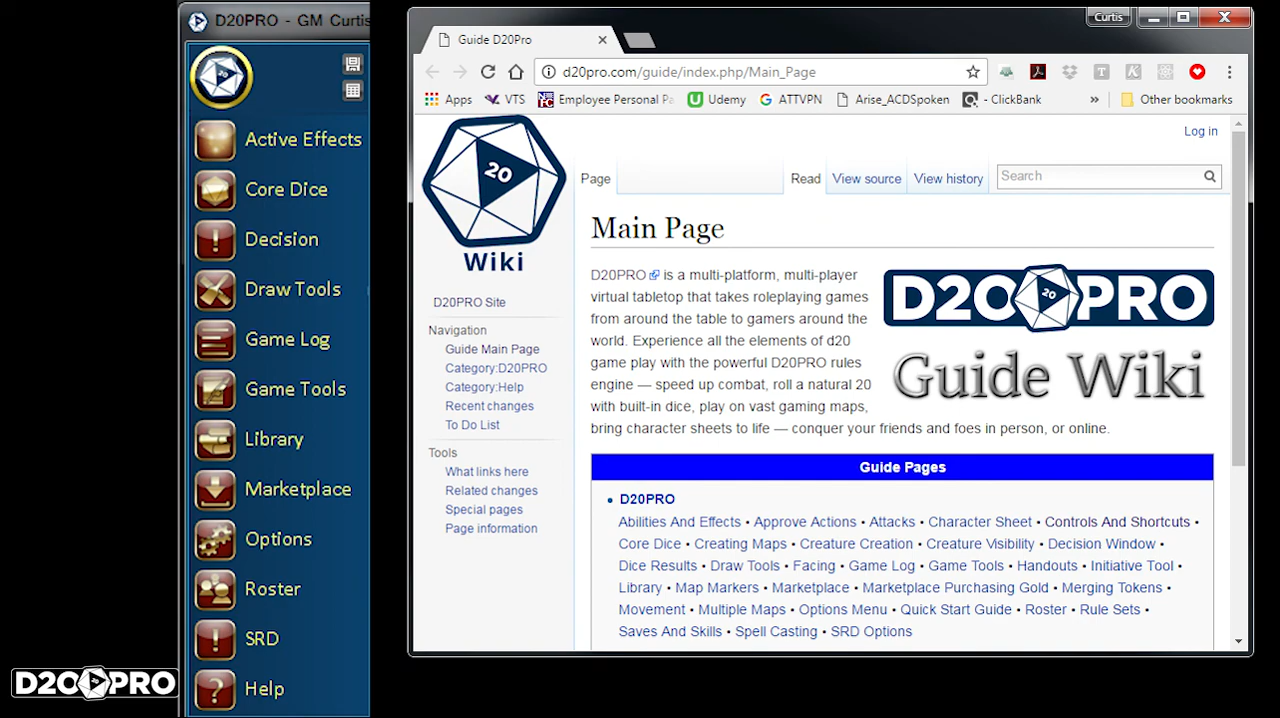 D20PRO - GM Curtis
20
Active Effects
Core Dice
Decision
Draw Tools
Game Log
Game Tools
Library
Marketplace
Options
Roster
SRD
Help
D20PRO
Curtis
Guide D20Pro
d20pro.com/guide/index.php/Main_Page
Apps VTS Employee Personal Pa Udemy ATTVPN Arise_ACDSpoken - ClickBank » Other bookmarks
20
Wiki
D20PRO Site
Navigation
Guide Main Page
Category:D20PRO
Category:Help
Recent changes
To Do List
Tools
What links here
Related changes
Special pages
Page information
Log in
Page Read View source View history Search
Main Page
D20PRO is a multi-platform, multi-player
virtual tabletop that takes roleplaying games
from around the table to gamers around the
world. Experience all the elements of d20
game play with the powerful D20PRO rules
engine — speed up combat, roll a natural 20
with built-in dice, play on vast gaming maps,
bring character sheets to life — conquer your friends and foes in person, or online.
D20PRO
20
Guide Wiki
Guide Pages
• D20PRO
Abilities And Effects • Approve Actions • Attacks • Character Sheet • Controls And Shortcuts •
Core Dice • Creating Maps • Creature Creation • Creature Visibility • Decision Window •
Dice Results • Draw Tools • Facing • Game Log • Game Tools • Handouts • Initiative Tool •
Library • Map Markers • Marketplace • Marketplace Purchasing Gold • Merging Tokens •
Movement • Multiple Maps • Options Menu • Quick Start Guide • Roster • Rule Sets •
Saves And Skills • Spell Casting • SRD Options